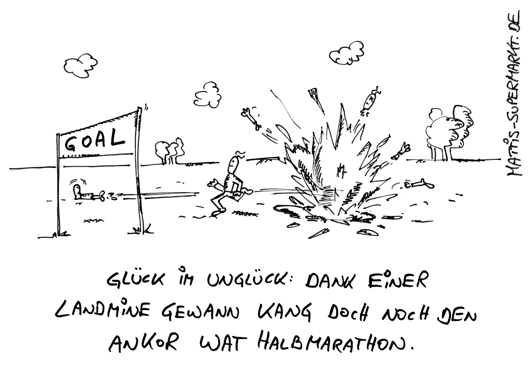 MATTIS-SUPERMARKT.DE
GOAL
GLÜCK IM UNGLÜCK: DANK EINER
LANDMINE GEWANN KANG DOCH NOCH DEN
ANKOR WAT HALBMARATHON.